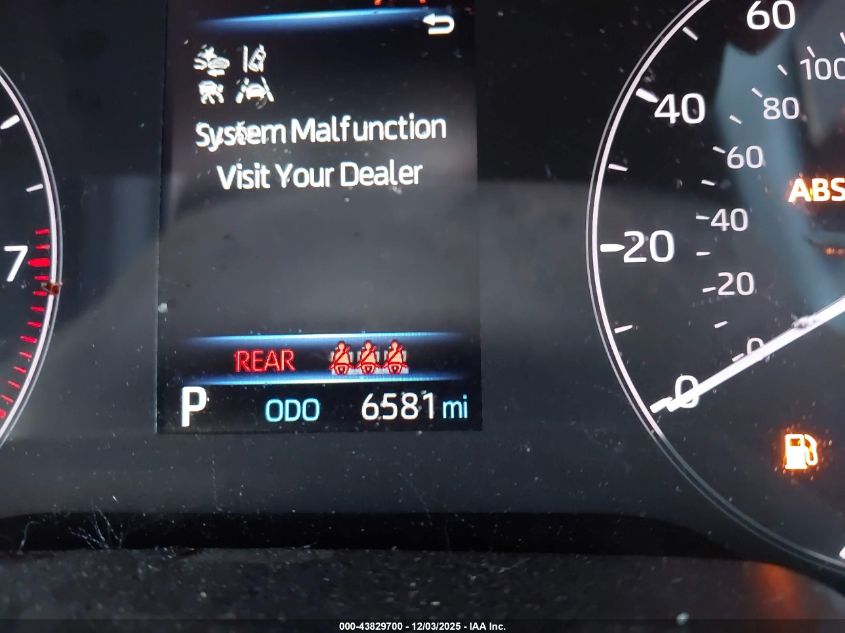 System Malfunction
Visit Your Dealer
REAR
P ODO 6581 mi
7
60
40
20
0
100
80
60
40
20
0
ABS
000-43829700 - 12/03/2025 - IAA Inc.